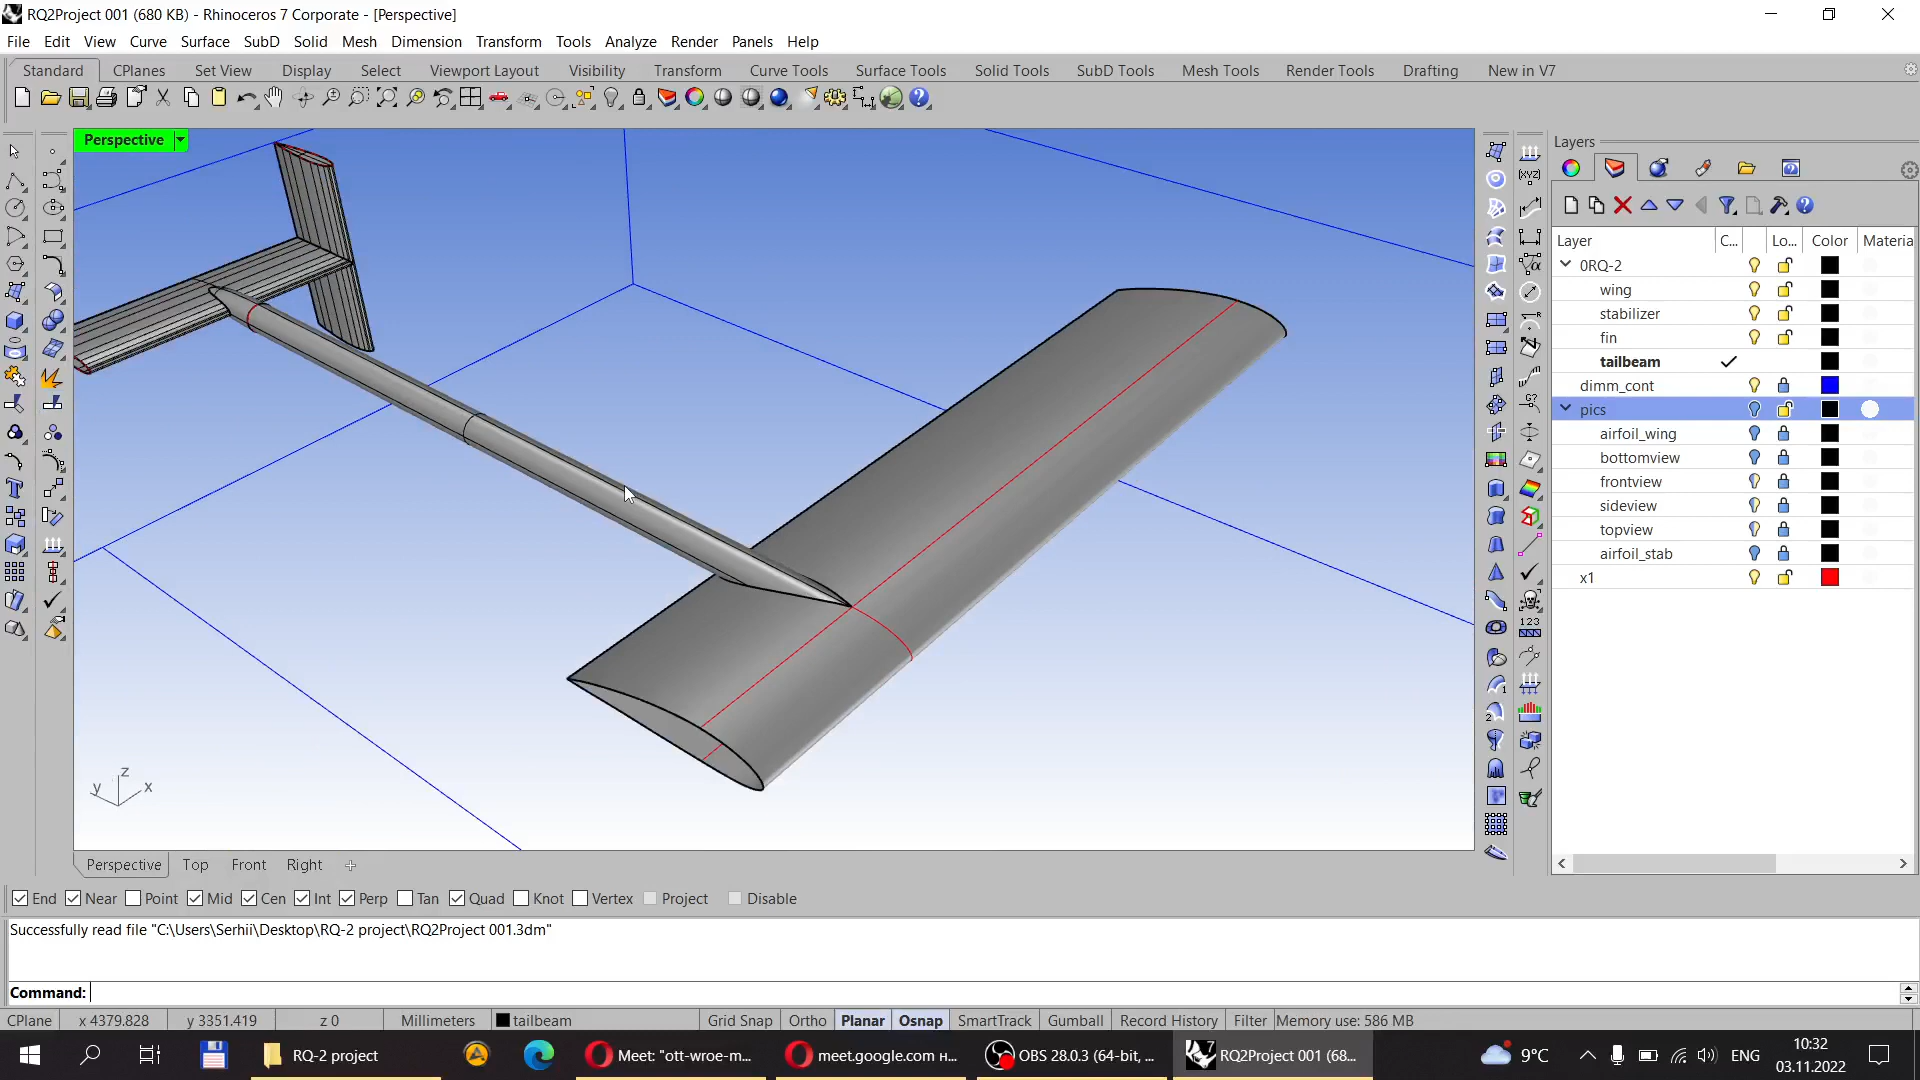 RQ2Project 001 (680 KB) - Rhinoceros 7 Corporate - [Perspective]
File Edit View Curve Surface SubD Solid Mesh Dimension Transform Tools Analyze Render Panels Help
Standard CPlanes Set View Display Select Viewport Layout Visibility Transform Curve Tools Surface Tools Solid Tools SubD Tools Mesh Tools Render Tools Drafting New in V7
Perspective
Layers
Layer C... Lo... Color Materia
0RQ-2
wing
stabilizer
fin
tailbeam
dimm_cont
pics
airfoil_wing
bottomview
frontview
sideview
topview
airfoil_stab
x1
z
y x
Perspective Top Front Right
End Near Point Mid Cen Int Perp Tan Quad Knot Vertex Project Disable
Successfully read file "C:\Users\Serhii\Desktop\RQ-2 project\RQ2Project 001.3dm"
Command:
CPlane x 4379.828 y 3351.419 z 0 Millimeters tailbeam Grid Snap Ortho Planar Osnap SmartTrack Gumball Record History Filter Memory use: 586 MB
RQ-2 project Meet: "ott-wroe-m... meet.google.com н... OBS 28.0.3 (64-bit, ... RQ2Project 001 (68... 9°C ENG 10:32
03.11.2022